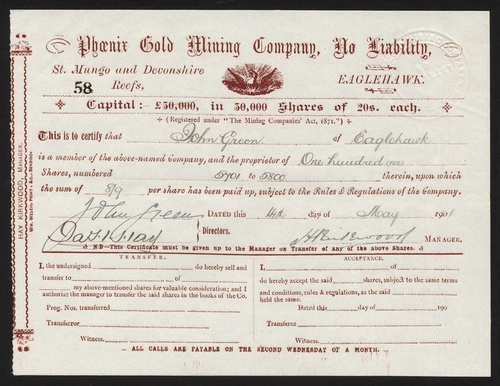 Phœnix Gold Mining Company, No Liability,
St. Mungo and Devonshire Reefs,
EAGLEHAWK.
58
Capital: £50,000, in 50,000 Shares of 20s. each.
(Registered under "The Mining Companies' Act, 1871.")
This is to certify that John Green of Eaglehawk
is a member of the above-named Company, and the proprietor of One hundred
Shares, numbered 5701 to 5800 therein, upon which
the sum of 8/9 per share has been paid up, subject to the Rules & Regulations of the Company.
John Green DATED this 14th day of May 1901
Directors.
MANAGER.
NB—This Certificate must be given up to the Manager on Transfer of Any of the above Shares.
TRANSFER.
I, the undersigned do hereby sell and
transfer to of
my above-mentioned shares for valuable consideration; and I
authorise the manager to transfer the said shares in the books of the Co.
Prog. Nos. transferred
Transferor
Witness
ACCEPTANCE.
I, of
do hereby accept the said shares, subject to the same terms
and conditions, rules & regulations, as the said
held the same.
Dated this day of 190
Transferee
Witness
ALL CALLS ARE PAYABLE ON THE SECOND WEDNESDAY OF A MONTH.
HAY KIRKWOOD, MANAGER.